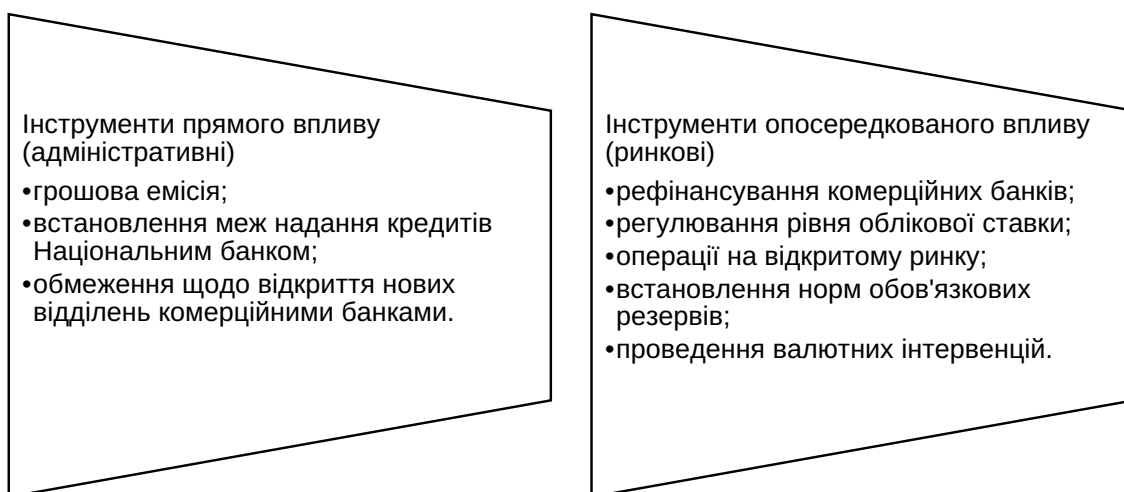 Інструменти прямого впливу
(адміністративні)
•грошова емісія;
•встановлення меж надання кредитів
Національним банком;
•обмеження щодо відкриття нових
відділень комерційними банками.
Інструменти опосередкованого впливу
(ринкові)
•рефінансування комерційних банків;
•регулювання рівня облікової ставки;
•операції на відкритому ринку;
•встановлення норм обов'язкових
резервів;
•проведення валютних інтервенцій.